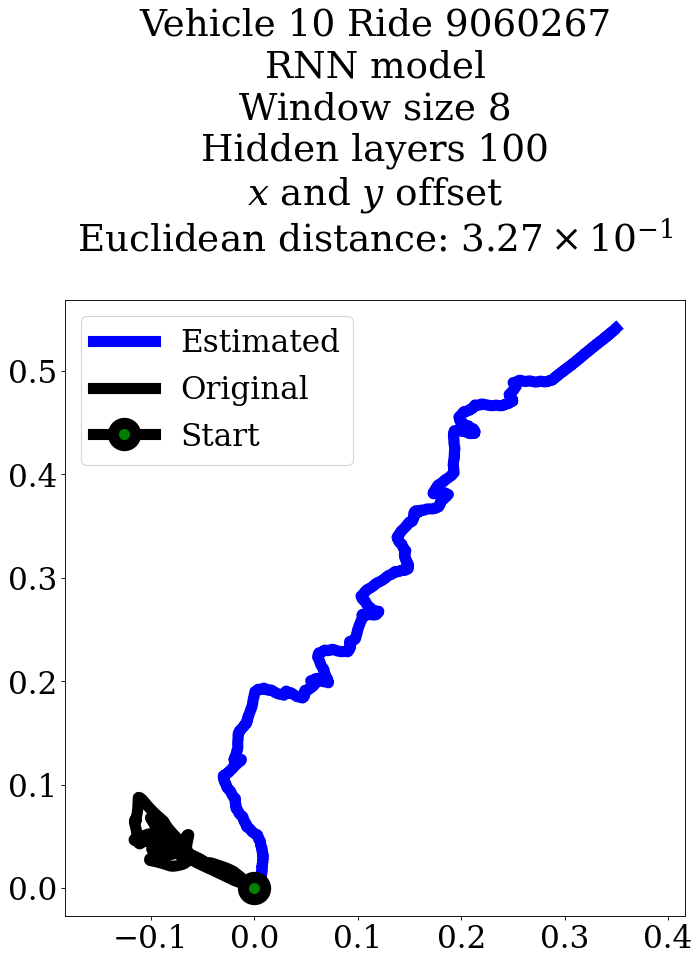 Vehicle 10 Ride 9060267
RNN model
Window size 8
Hidden layers 100
x and y offset
Euclidean distance: 3.27 × 10⁻¹
Estimated
Original
Start
0.5
0.4
0.3
0.2
0.1
0.0
−0.1 0.0 0.1 0.2 0.3 0.4